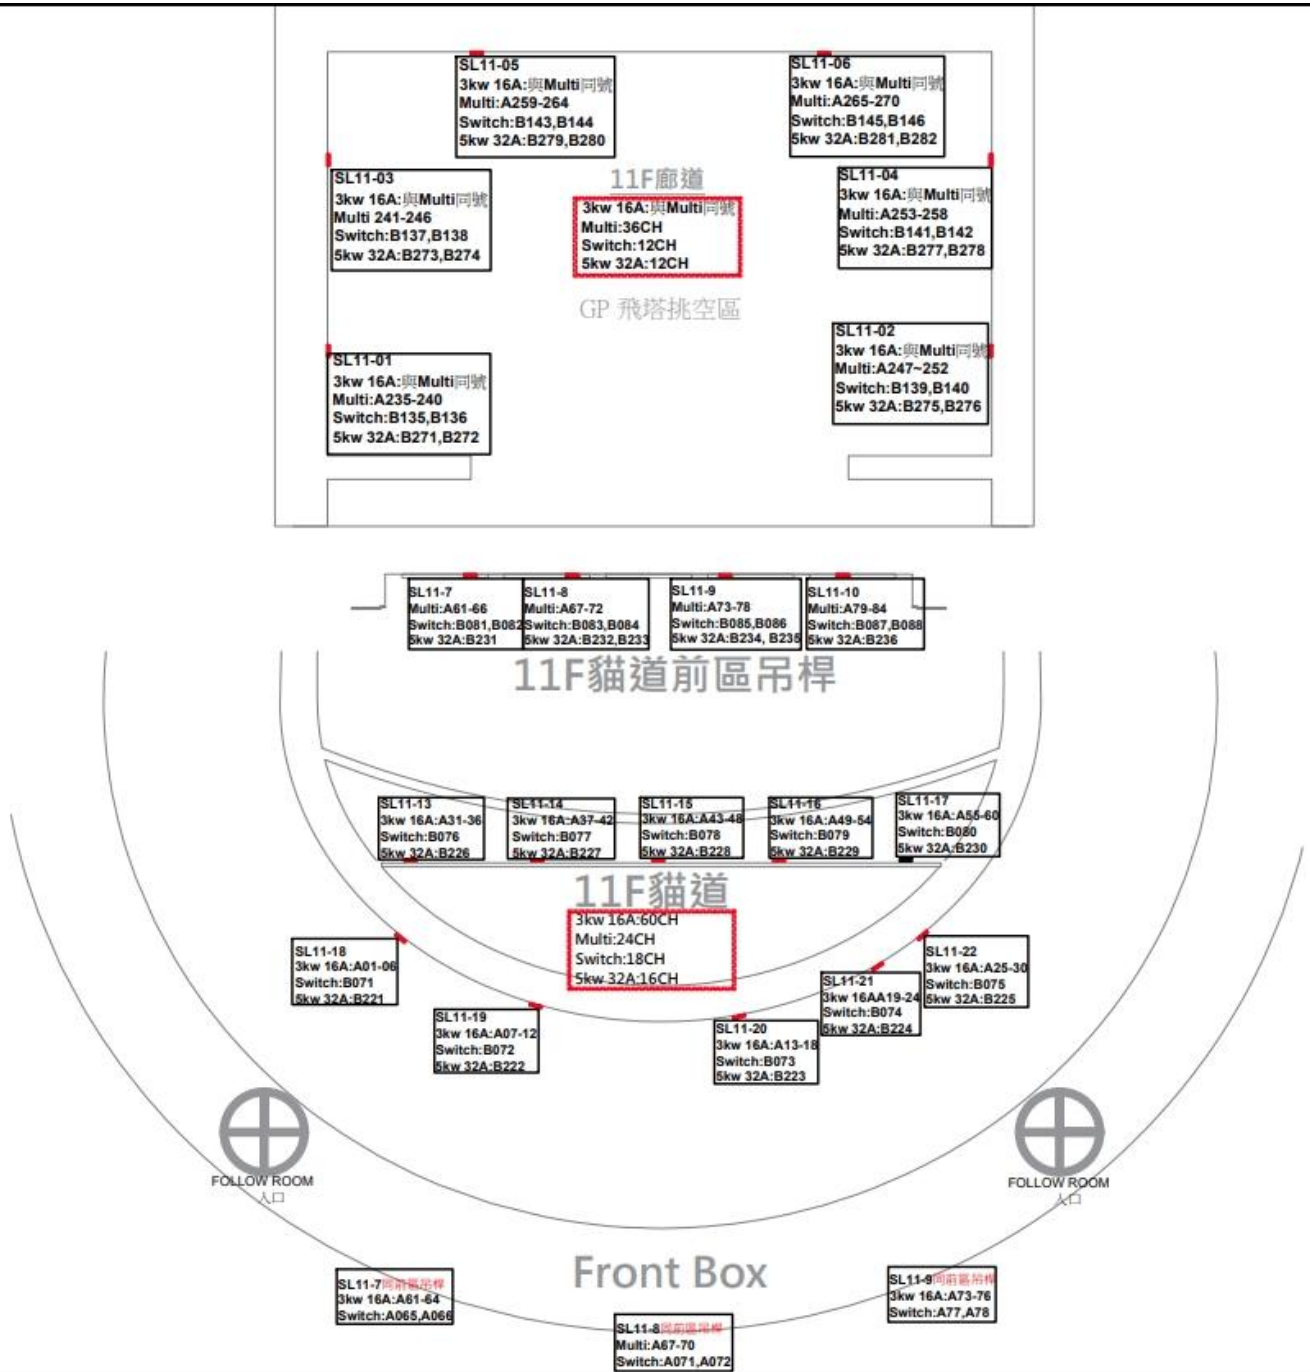 SL11-05
3kw 16A:與Multi同號
Multi:A259-264
Switch:B143,B144
5kw 32A:B279,B280
SL11-06
3kw 16A:與Multi同號
Multi:A265-270
Switch:B145,B146
5kw 32A:B281,B282
SL11-03
3kw 16A:與Multi同號
Multi 241-246
Switch:B137,B138
5kw 32A:B273,B274
11F廊道
3kw 16A:與Multi同號
Multi:36CH
Switch:12CH
5kw 32A:12CH
GP 飛塔挑空區
SL11-04
3kw 16A:與Multi同號
Multi:A253-258
Switch:B141,B142
5kw 32A:B277,B278
SL11-01
3kw 16A:與Multi同號
Multi:A235-240
Switch:B135,B136
5kw 32A:B271,B272
SL11-02
3kw 16A:與Multi同號
Multi:A247~252
Switch:B139,B140
5kw 32A:B275,B276
SL11-7
Multi:A61-66
Switch:B081,B082
5kw 32A:B231
SL11-8
Multi:A67-72
Switch:B083,B084
5kw 32A:B232,B233
SL11-9
Multi:A73-78
Switch:B085,B086
5kw 32A:B234, B235
SL11-10
Multi:A79-84
Switch:B087,B088
5kw 32A:B236
11F貓道前區吊桿
SL11-13
3kw 16A:A31-36
Switch:B076
5kw 32A:B226
SL11-14
3kw 16A:A37-42
Switch:B077
5kw 32A:B227
SL11-15
3kw 16A:A43-48
Switch:B078
5kw 32A:B228
SL11-16
3kw 16A:A49-54
Switch:B079
5kw 32A:B229
SL11-17
3kw 16A:A55-60
Switch:B080
5kw 32A:B230
11F貓道
3kw 16A:60CH
Multi:24CH
Switch:18CH
5kw 32A:16CH
SL11-18
3kw 16A:A01-06
Switch:B071
5kw 32A:B221
SL11-19
3kw 16A:A07-12
Switch:B072
5kw 32A:B222
SL11-20
3kw 16A:A13-18
Switch:B073
5kw 32A:B223
SL11-21
3kw 16AA19-24
Switch:B074
5kw 32A:B224
SL11-22
3kw 16A:A25-30
Switch:B075
5kw 32A:B225
FOLLOW ROOM
入口
FOLLOW ROOM
入口
Front Box
SL11-7同前區吊桿
3kw 16A:A61-64
Switch:A065,A066
SL11-8同前區吊桿
Multi:A67-70
Switch:A071,A072
SL11-9同前區吊桿
3kw 16A:A73-76
Switch:A77,A78